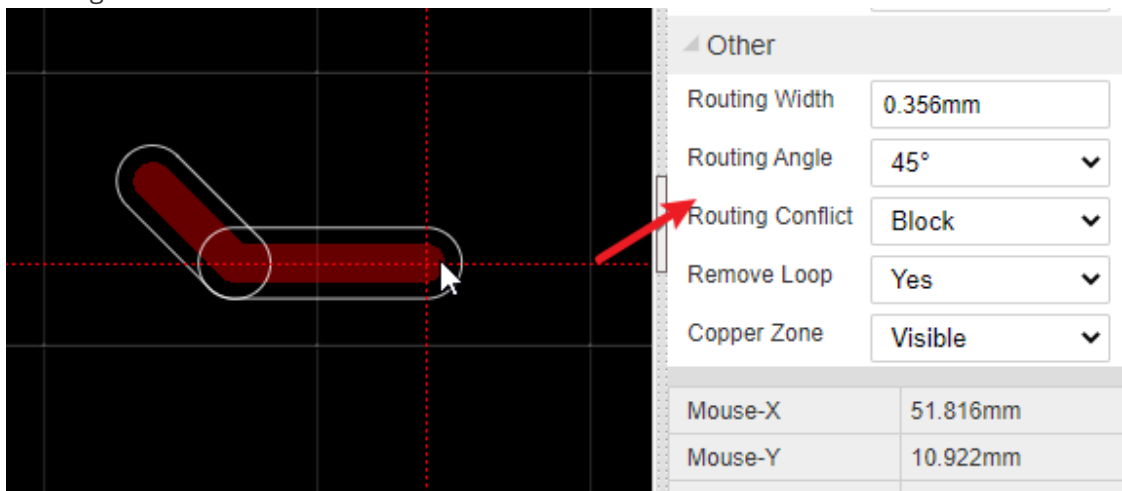 Other
Routing Width 0.356mm
Routing Angle 45°
Routing Conflict Block
Remove Loop Yes
Copper Zone Visible
Mouse-X 51.816mm
Mouse-Y 10.922mm